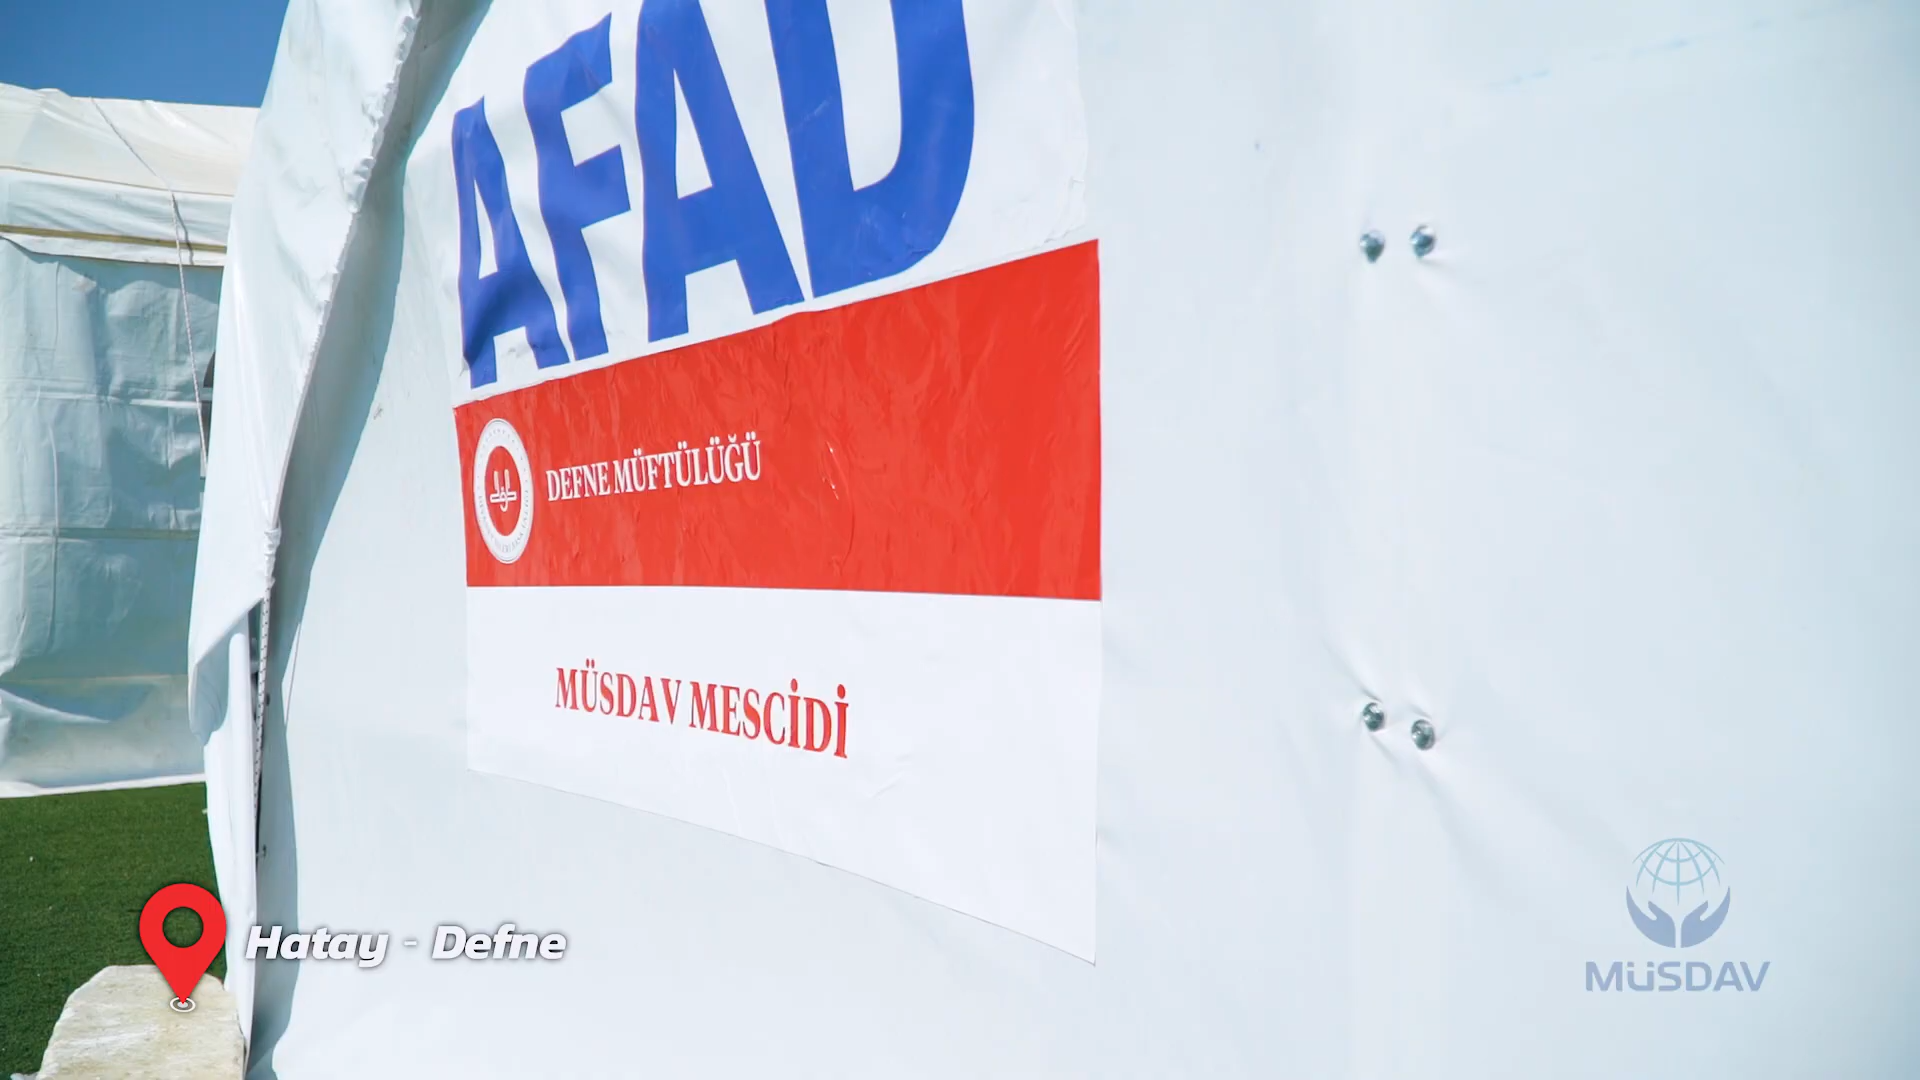 AFAD
DEFNE MÜFTÜLÜĞÜ
MÜSDAV MESCİDİ
Hatay - Defne
MÜSDAV